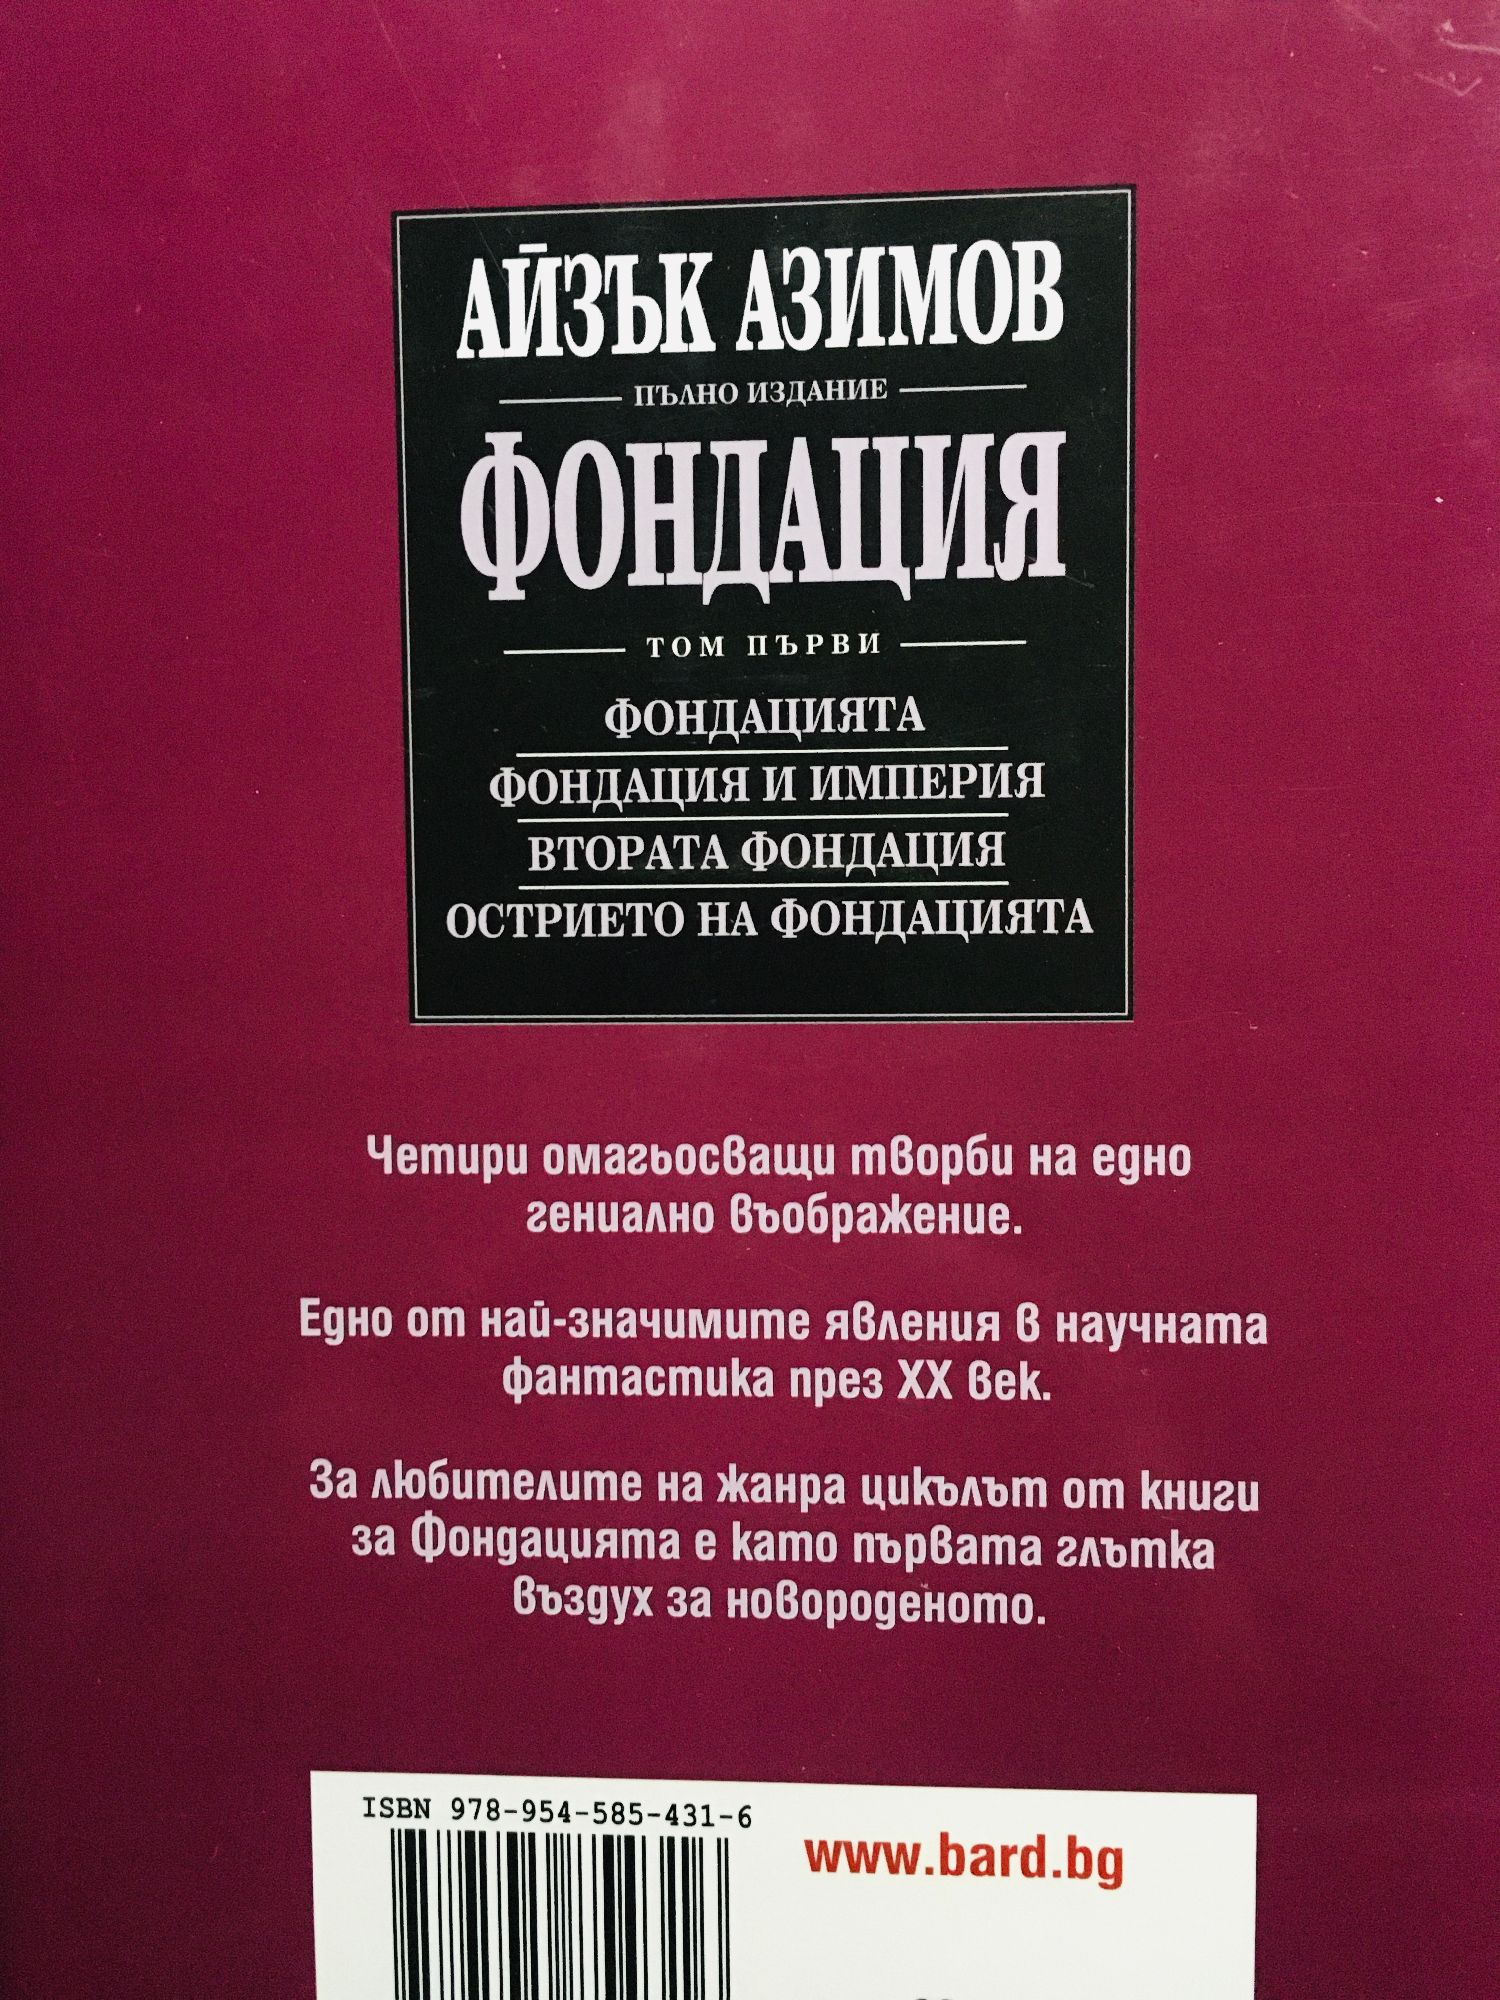 АЙЗЪК АЗИМОВ
ПЪЛНО ИЗДАНИЕ
ФОНДАЦИЯ
ТОМ ПЪРВИ
ФОНДАЦИЯТА
ФОНДАЦИЯ И ИМПЕРИЯ
ВТОРАТА ФОНДАЦИЯ
ОСТРИЕТО НА ФОНДАЦИЯТА
Четири омагьосващи творби на едно
гениално въображение.
Едно от най-значимите явления в научната
фантастика през XX век.
За любителите на жанра цикълът от книги
за Фондацията е като първата глътка
въздух за новороденото.
ISBN 978-954-585-431-6
www.bard.bg